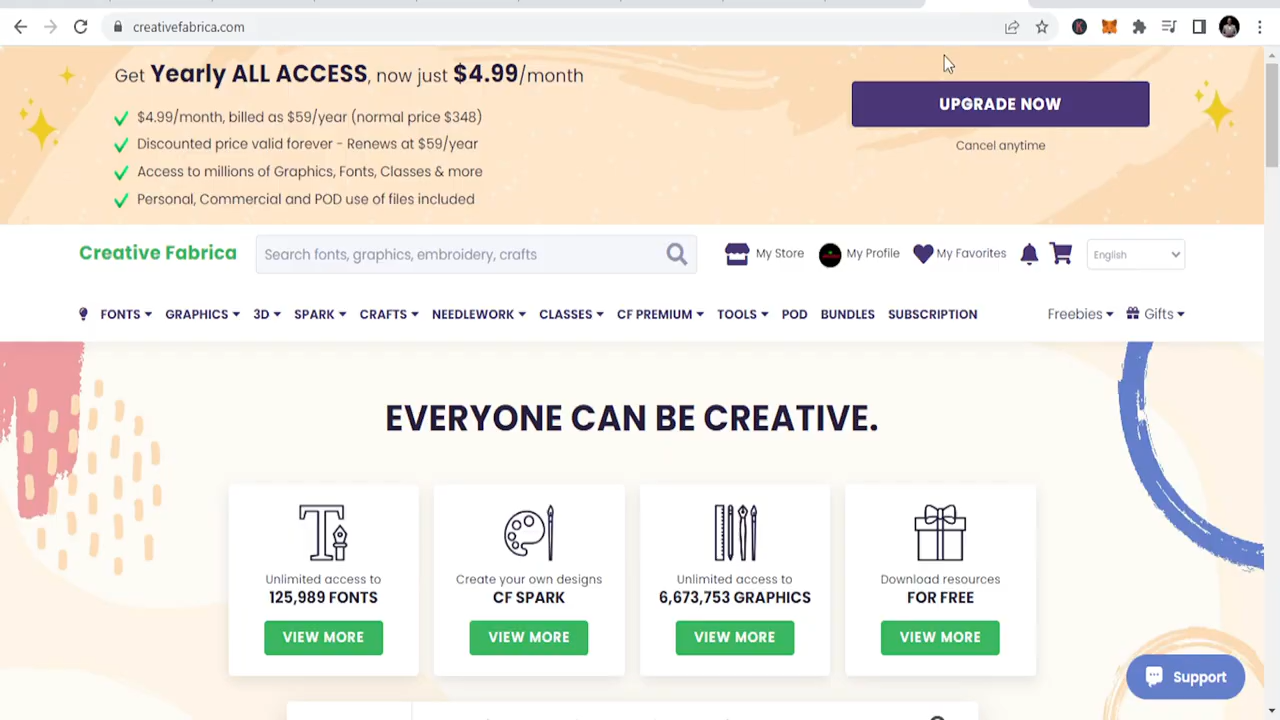 creativefabrica.com
Get Yearly ALL ACCESS, now just $4.99/month
$4.99/month, billed as $59/year (normal price $348)
Discounted price valid forever - Renews at $59/year
Access to millions of Graphics, Fonts, Classes & more
Personal, Commercial and POD use of files included
UPGRADE NOW
Cancel anytime
Creative Fabrica
Search fonts, graphics, embroidery, crafts
My Store
My Profile
My Favorites
English
FONTS
GRAPHICS
3D
SPARK
CRAFTS
NEEDLEWORK
CLASSES
CF PREMIUM
TOOLS
POD
BUNDLES
SUBSCRIPTION
Freebies
Gifts
EVERYONE CAN BE CREATIVE.
Unlimited access to
125,989 FONTS
VIEW MORE
Create your own designs
CF SPARK
VIEW MORE
Unlimited access to
6,673,753 GRAPHICS
VIEW MORE
Download resources
FOR FREE
VIEW MORE
Support